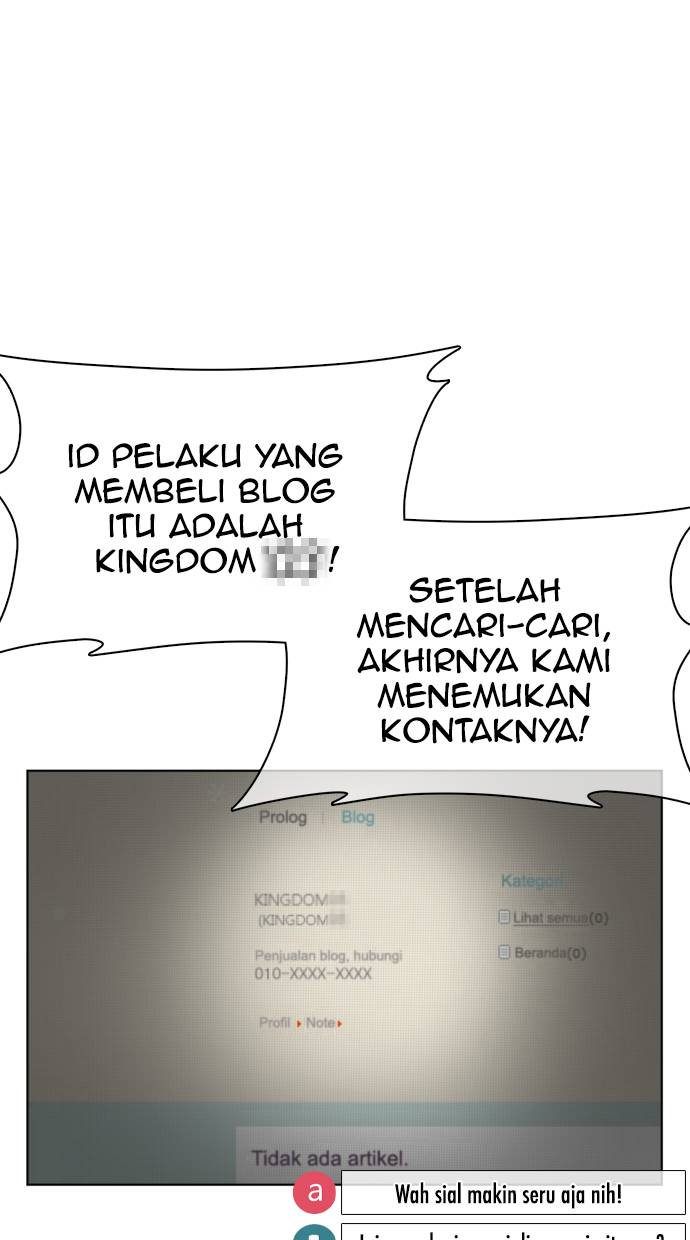 ID PELAKU YANG
MEMBELI BLOG
ITU ADALAH
KINGDOM !
SETELAH
MENCARI-CARI,
AKHIRNYA KAMI
MENEMUKAN
KONTAKNYA!
Prolog Blog
KINGDOM
(KINGDOM
Penjualan blog, hubungi
010-XXXX-XXXX
Profil Note
Kategori
Lihat semua(0)
Beranda(0)
Tidak ada artikel.
a Wah sial makin seru aja nih!